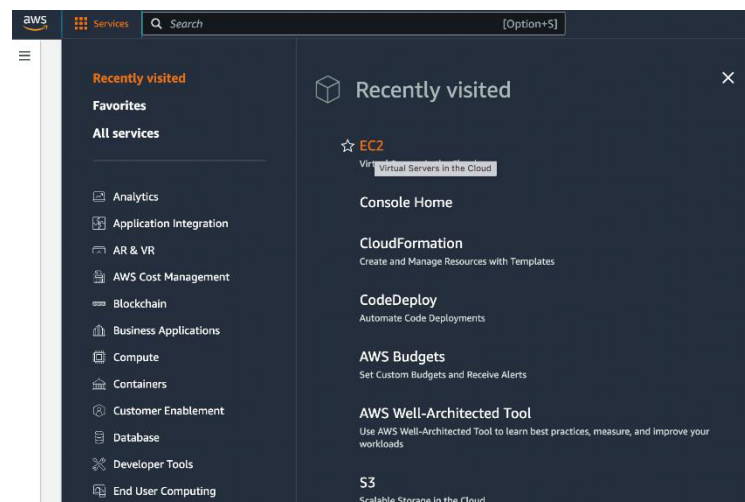 aws
Services
Search
[Option+S]
Recently visited
Favorites
All services
Analytics
Application Integration
AR & VR
AWS Cost Management
Blockchain
Business Applications
Compute
Containers
Customer Enablement
Database
Developer Tools
End User Computing
Recently visited
EC2
Virtual Servers in the Cloud
Console Home
CloudFormation
Create and Manage Resources with Templates
CodeDeploy
Automate Code Deployments
AWS Budgets
Set Custom Budgets and Receive Alerts
AWS Well-Architected Tool
Use AWS Well-Architected Tool to learn best practices, measure, and improve your
workloads
S3
Scalable Storage in the Cloud